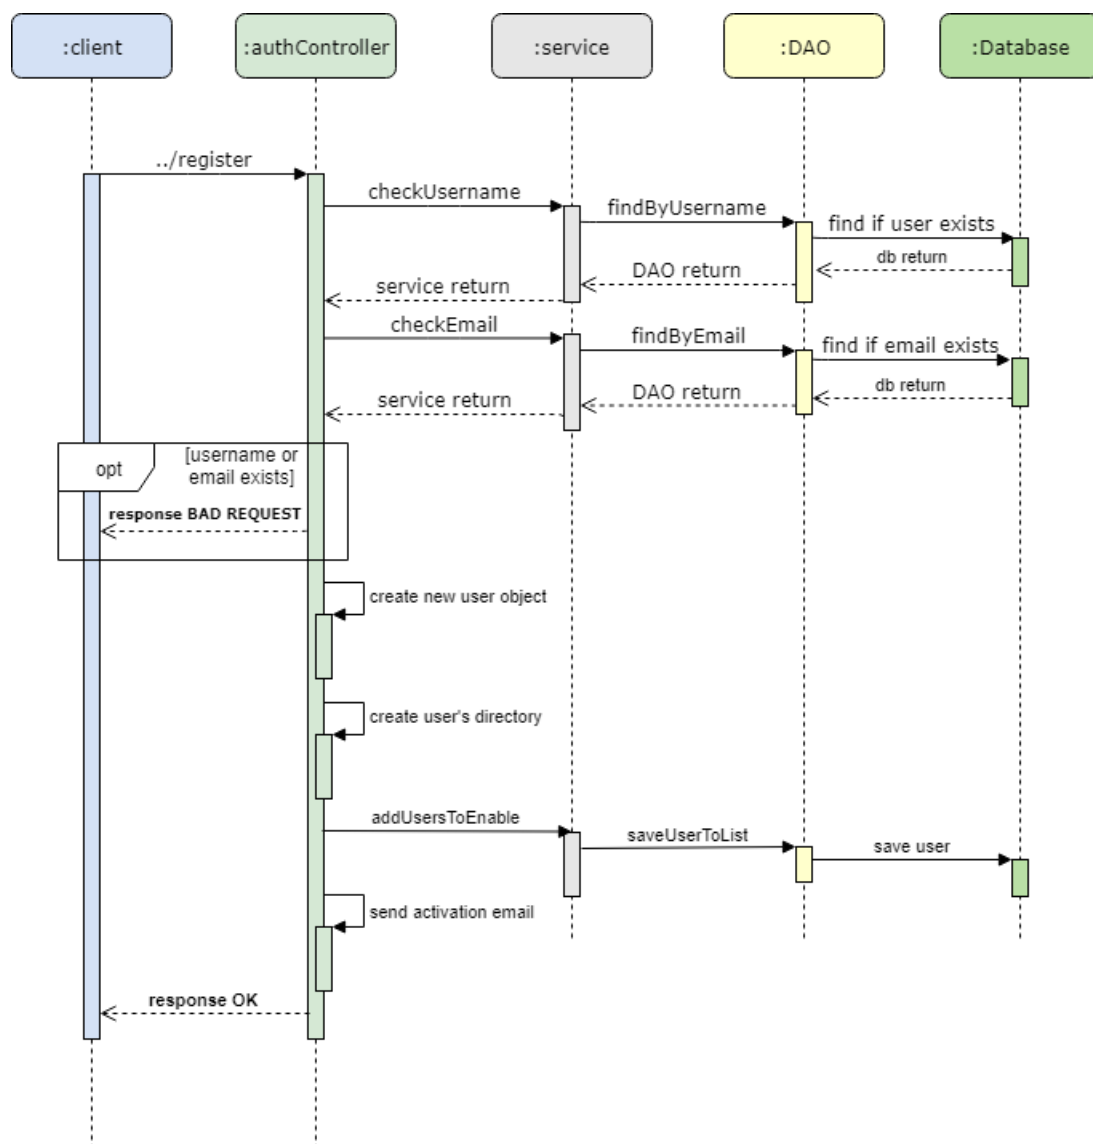 :client
:authController
:service
:DAO
:Database
../register
checkUsername
findByUsername
find if user exists
db return
DAO return
service return
checkEmail
findByEmail
find if email exists
db return
DAO return
service return
opt
[username or
email exists]
response BAD REQUEST
create new user object
create user's directory
addUsersToEnable
saveUserToList
save user
send activation email
response OK